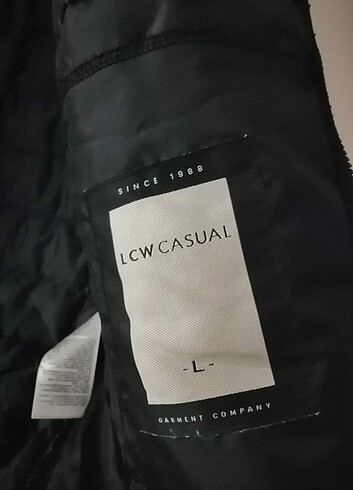 SINCE 1988
LCW CASUAL
-L-
GARMENT COMPANY